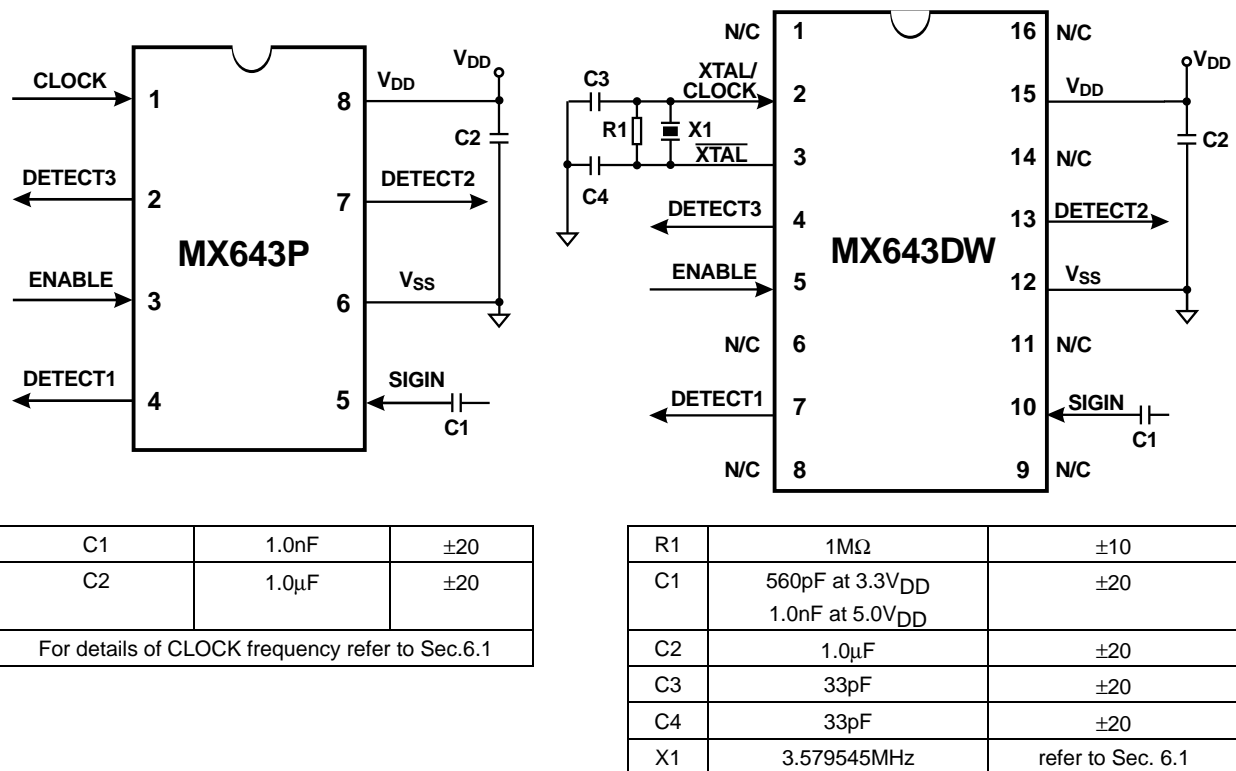 CLOCK
1
8
VDD
VDD
C2
DETECT3
2
7
DETECT2
MX643P
ENABLE
3
6
VSS
DETECT1
4
5
SIGIN
C1
N/C
1
16
N/C
C3
XTAL/
CLOCK
2
15
VDD
VDD
R1
X1
C2
XTAL
3
14
N/C
C4
DETECT3
4
13
DETECT2
MX643DW
ENABLE
5
12
VSS
N/C
6
11
N/C
DETECT1
7
10
SIGIN
C1
N/C
8
9
N/C
C1 1.0nF ±20
C2 1.0μF ±20
For details of CLOCK frequency refer to Sec.6.1
R1 1MΩ ±10
C1 560pF at 3.3VDD ±20
1.0nF at 5.0VDD
C2 1.0μF ±20
C3 33pF ±20
C4 33pF ±20
X1 3.579545MHz refer to Sec. 6.1